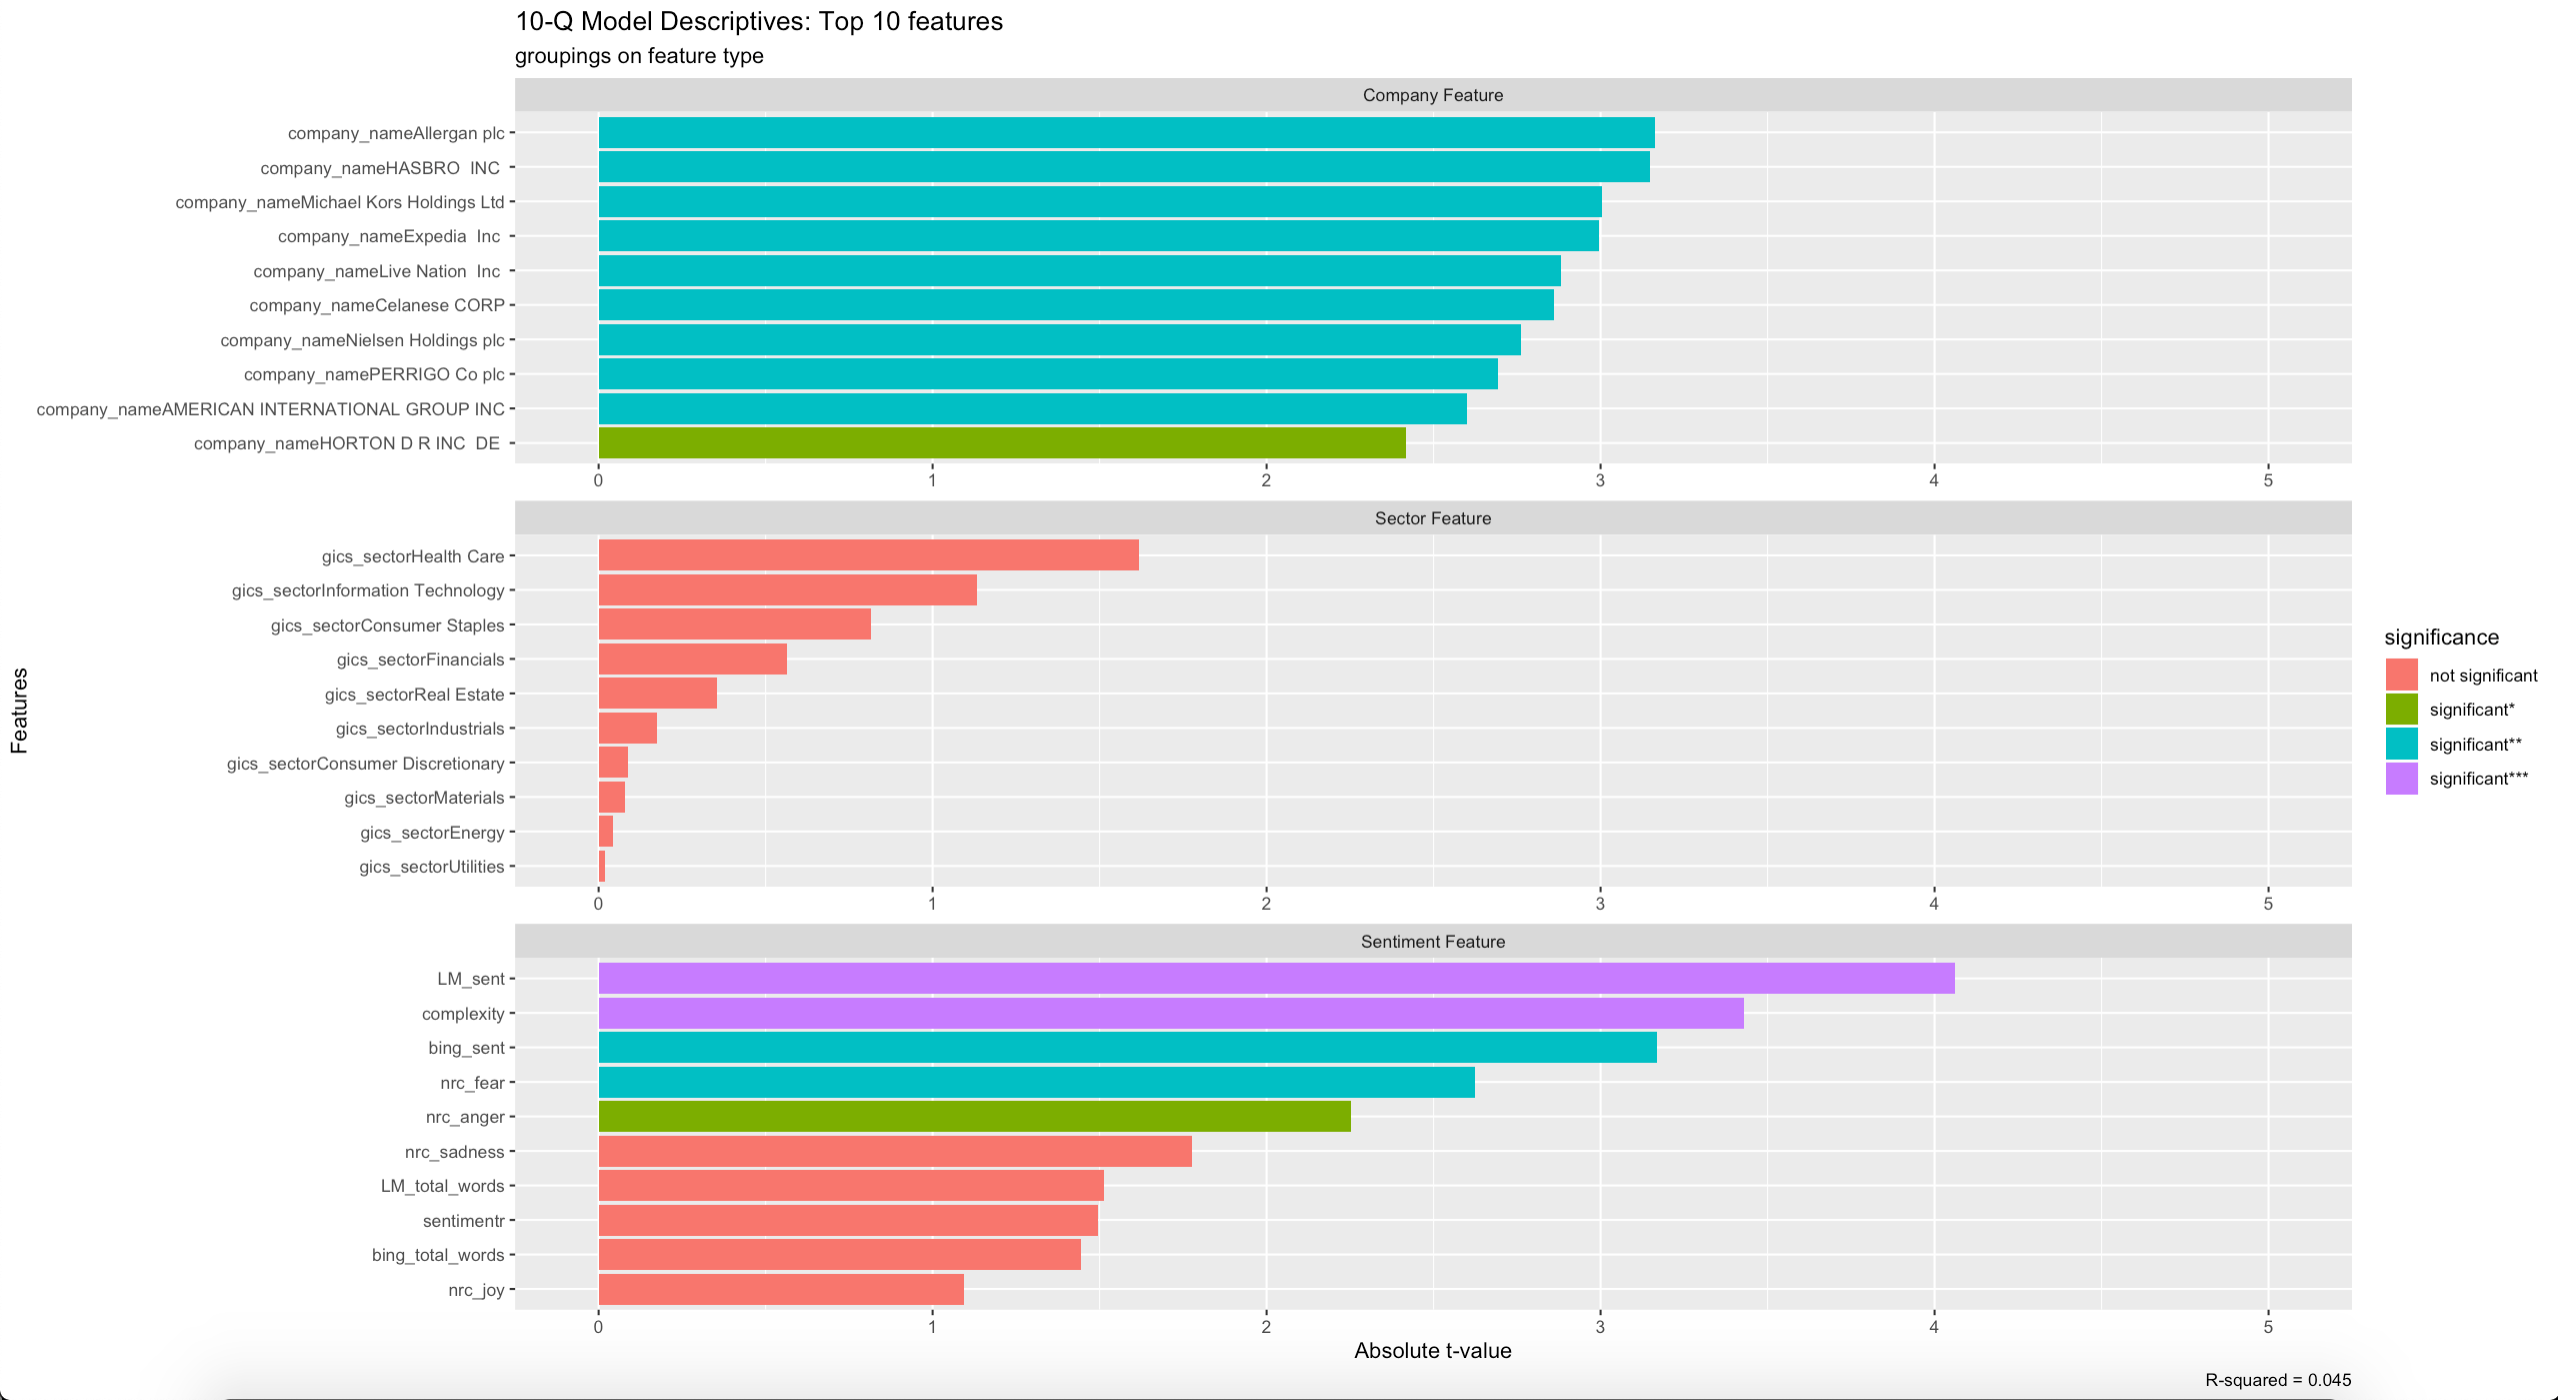 10-Q Model Descriptives: Top 10 features
groupings on feature type
Company Feature
company_nameAllergan plc
company_nameHASBRO  INC
company_nameMichael Kors Holdings Ltd
company_nameExpedia  Inc
company_nameLive Nation  Inc
company_nameCelanese CORP
company_nameNielsen Holdings plc
company_namePERRIGO Co plc
company_nameAMERICAN INTERNATIONAL GROUP INC
company_nameHORTON D R INC  DE
0 1 2 3 4 5
Sector Feature
gics_sectorHealth Care
gics_sectorInformation Technology
gics_sectorConsumer Staples
gics_sectorFinancials
gics_sectorReal Estate
gics_sectorIndustrials
gics_sectorConsumer Discretionary
gics_sectorMaterials
gics_sectorEnergy
gics_sectorUtilities
0 1 2 3 4 5
Sentiment Feature
LM_sent
complexity
bing_sent
nrc_fear
nrc_anger
nrc_sadness
LM_total_words
sentimentr
bing_total_words
nrc_joy
0 1 2 3 4 5
Absolute t-value
Features
significance
not significant
significant*
significant**
significant***
R-squared = 0.045